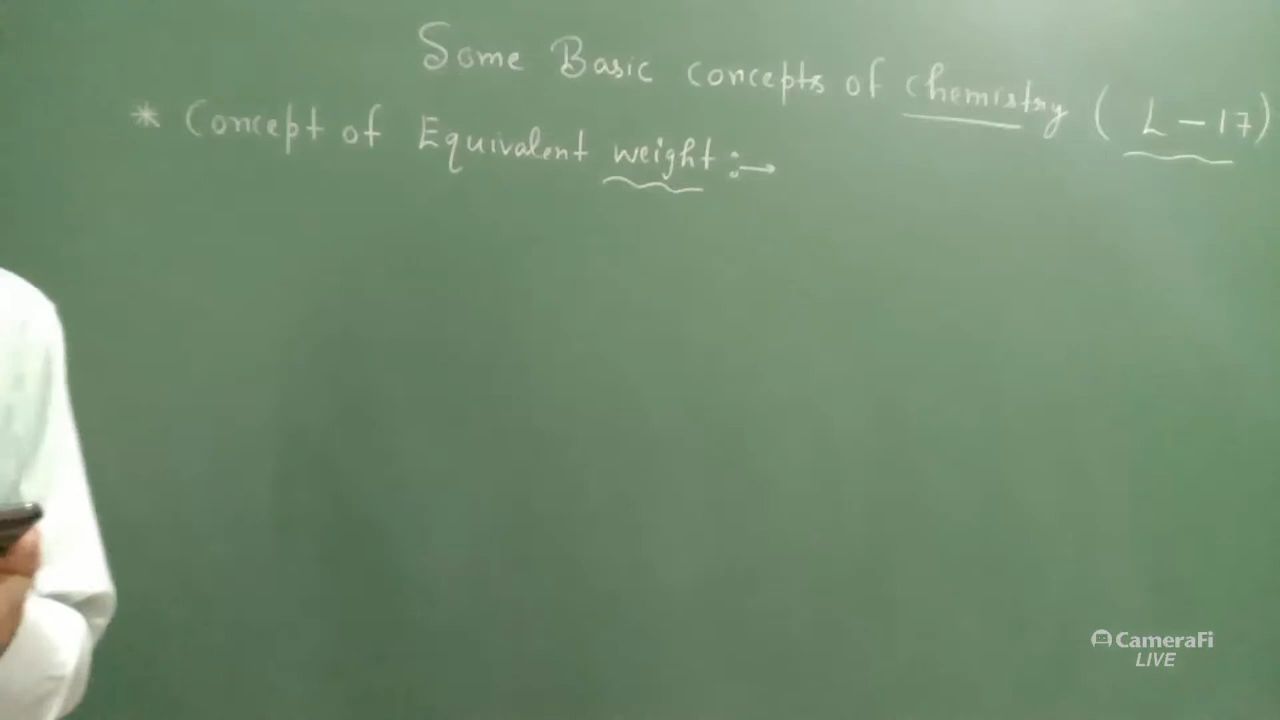 Some Basic concepts of chemistry ( L - 17)
* Concept of Equivalent weight :→
CameraFi
LIVE